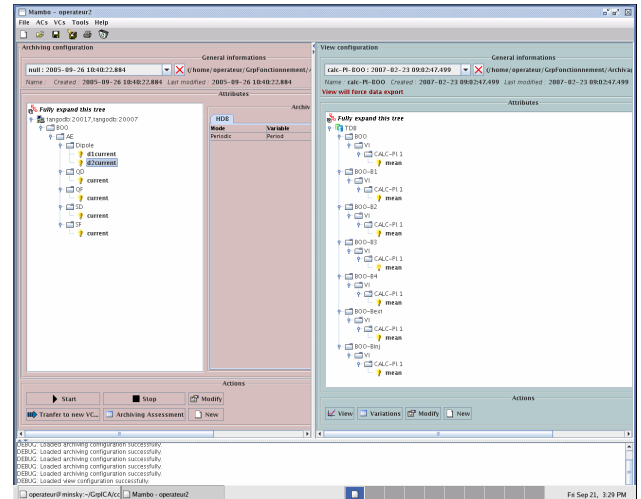 Mambo - operateur2
File ACs VCs Tools Help
Archiving configuration
General informations
null : 2005-09-26 10:40:22.884
(/home/operateur/GrpFonctionnement/
Name : Created : 2005-09-26 10:40:22.884 Last modified : 2005-09-26 10:40:22.884
Attributes
Fully expand this tree
tangodb:20017,tangodb:20007
BOO
AE
Dipole
d1current
d2current
QD
current
QF
current
SD
current
SF
current
Archiv
HDB
Mode Variable
Periodic Period
Actions
Start Stop Modify
Tranfer to new VC... Archiving Assessment New
View configuration
General informations
calc-PI-BOO : 2007-02-23 09:02:47.499
(/home/operateur/GrpFonctionnement/Archivag
Name : calc-PI-BOO Created : 2007-02-23 09:02:47.499 Last modified : 2007-02-23 09:02:47.499
View will force data export
Attributes
Fully expand this tree
TDB
BOO
VI
CALC-PI 1
mean
BOO-B1
VI
CALC-PI 1
mean
BOO-B2
VI
CALC-PI 1
mean
BOO-B3
VI
CALC-PI 1
mean
BOO-B4
VI
CALC-PI 1
mean
BOO-Bext
VI
CALC-PI 1
mean
BOO-Binj
VI
CALC-PI 1
mean
Actions
View Variations Modify New
DEBUG: Loaded archiving configuration successfully.
DEBUG: Loaded archiving configuration successfully.
DEBUG: Loaded archiving configuration successfully.
DEBUG: Loaded archiving configuration successfully.
DEBUG: Loaded view configuration successfully.
operateur@minsky:~/GrpICA/cc Mambo - operateur2 Fri Sep 21, 3:29 PM